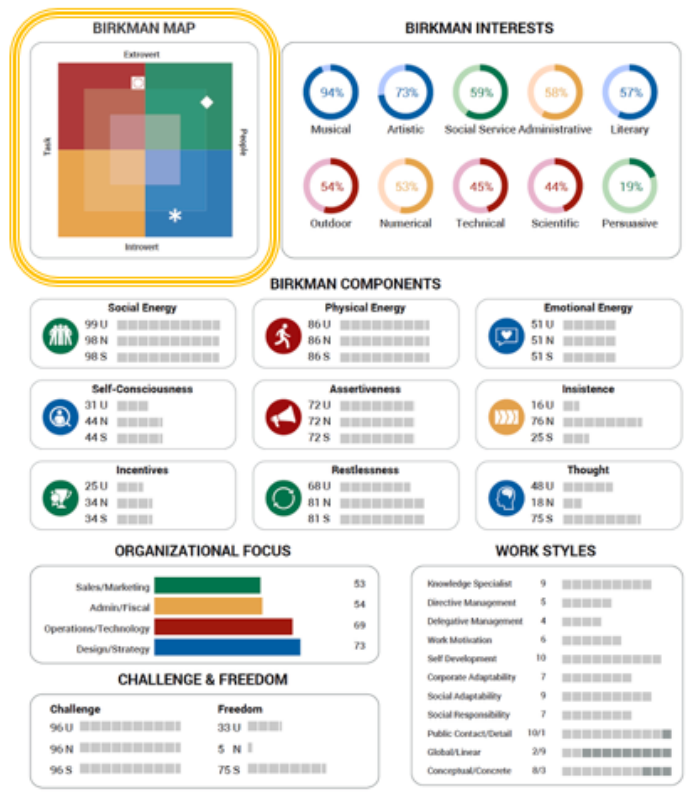 BIRKMAN MAP
Extrovert
Task
People
Introvert
BIRKMAN INTERESTS
94% 73% 59% 58% 57%
Musical Artistic Social Service Administrative Literary
54% 53% 45% 44% 19%
Outdoor Numerical Technical Scientific Persuasive
BIRKMAN COMPONENTS
Social Energy
99 U
98 N
98 S
Physical Energy
86 U
86 N
86 S
Emotional Energy
51 U
51 N
51 S
Self-Consciousness
31 U
44 N
44 S
Assertiveness
72 U
72 N
72 S
Insistence
16 U
76 N
25 S
Incentives
25 U
34 N
34 S
Restlessness
68 U
81 N
81 S
Thought
48 U
18 N
75 S
ORGANIZATIONAL FOCUS
Sales/Marketing 53
Admin/Fiscal 54
Operations/Technology 69
Design/Strategy 73
CHALLENGE & FREEDOM
Challenge
96 U
96 N
96 S
Freedom
33 U
5 N
75 S
WORK STYLES
Knowledge Specialist 9
Directive Management 5
Delegative Management 4
Work Motivation 6
Self Development 10
Corporate Adaptability 7
Social Adaptability 9
Social Responsibility 7
Public Contact/Detail 10/1
Global/Linear 2/9
Conceptual/Concrete 8/3